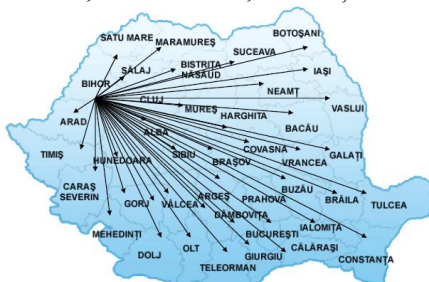 BOTOŞANI
SATU MARE
MARAMUREŞ
SUCEAVA
BISTRIŢA
NĂSĂUD
SĂLAJ
IAŞI
BIHOR
NEAMŢ
CLUJ
MUREŞ
VASLUI
ARAD
HARGHITA
BACĂU
ALBA
COVASNA
TIMIŞ
HUNEDOARA
SIBIU
BRAŞOV
VRANCEA
GALAŢI
CARAŞ
SEVERIN
GORJ
VÂLCEA
ARGEŞ
PRAHOVA
BUZĂU
BRĂILA
TULCEA
DÂMBOVIŢA
MEHEDINŢI
BUCUREŞTI
IALOMIŢA
DOLJ
OLT
GIURGIU
CĂLĂRAŞI
TELEORMAN
CONSTANŢA